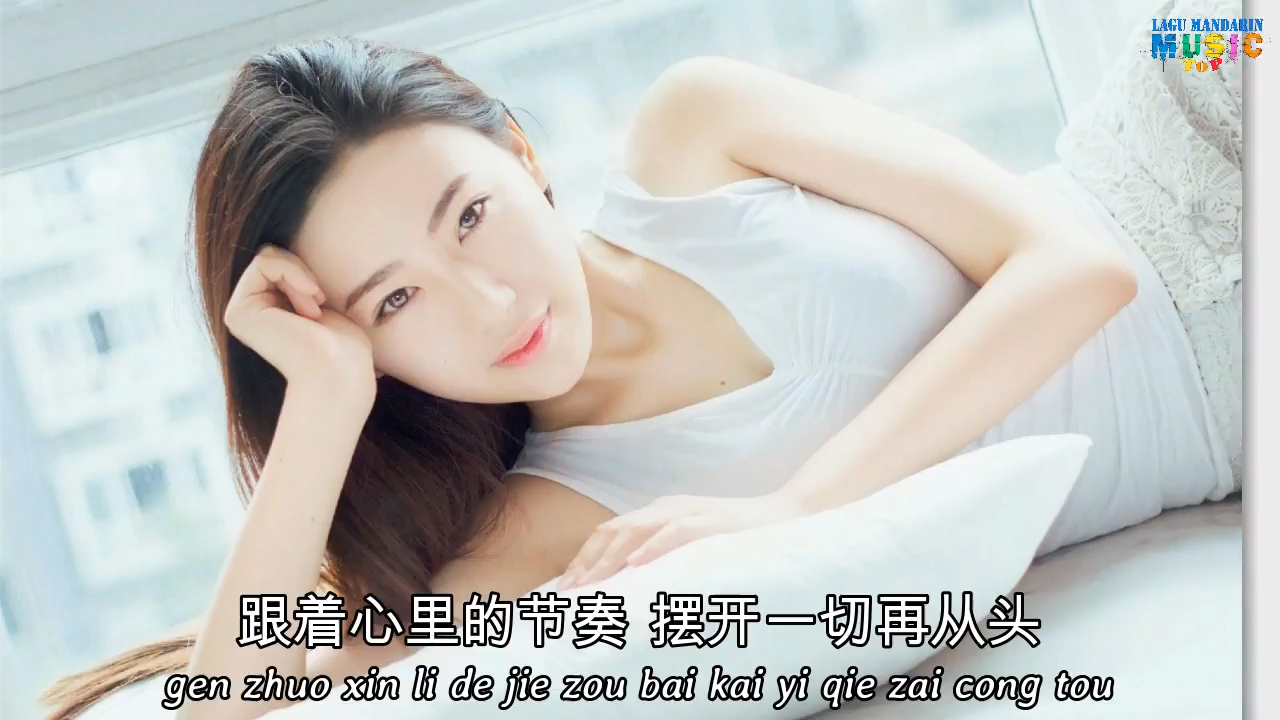 LAGU MANDARIN
MUSIC
TOP
跟着心里的节奏 摆开一切再从头
gen zhuo xin li de jie zou bai kai yi qie zai cong tou